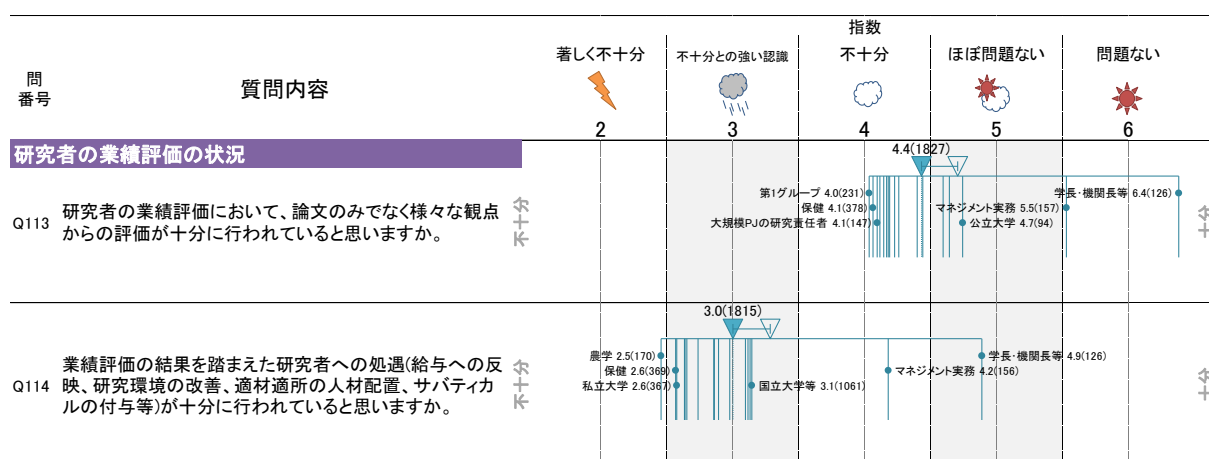 指数
著しく不十分 不十分との強い認識 不十分 ほぼ問題ない 問題ない
問番号 質問内容
2 3 4 5 6
研究者の業績評価の状況
4.4(1827)
Q113 研究者の業績評価において、論文のみでなく様々な観点
からの評価が十分に行われていると思いますか。
不十分
第1グループ 4.0(231)
保健 4.1(378)
大規模PJの研究責任者 4.1(147)
学長・機関長等 6.4(126)
マネジメント実務 5.5(157)
公立大学 4.7(94)
十分
3.0(1815)
Q114 業績評価の結果を踏まえた研究者への処遇(給与への反
映、研究環境の改善、適材適所の人材配置、サバティカ
ルの付与等)が十分に行われていると思いますか。
不十分
農学 2.5(170)
保健 2.6(369)
私立大学 2.6(367)
国立大学等 3.1(1061)
学長・機関長等 4.9(126)
マネジメント実務 4.2(156)
十分